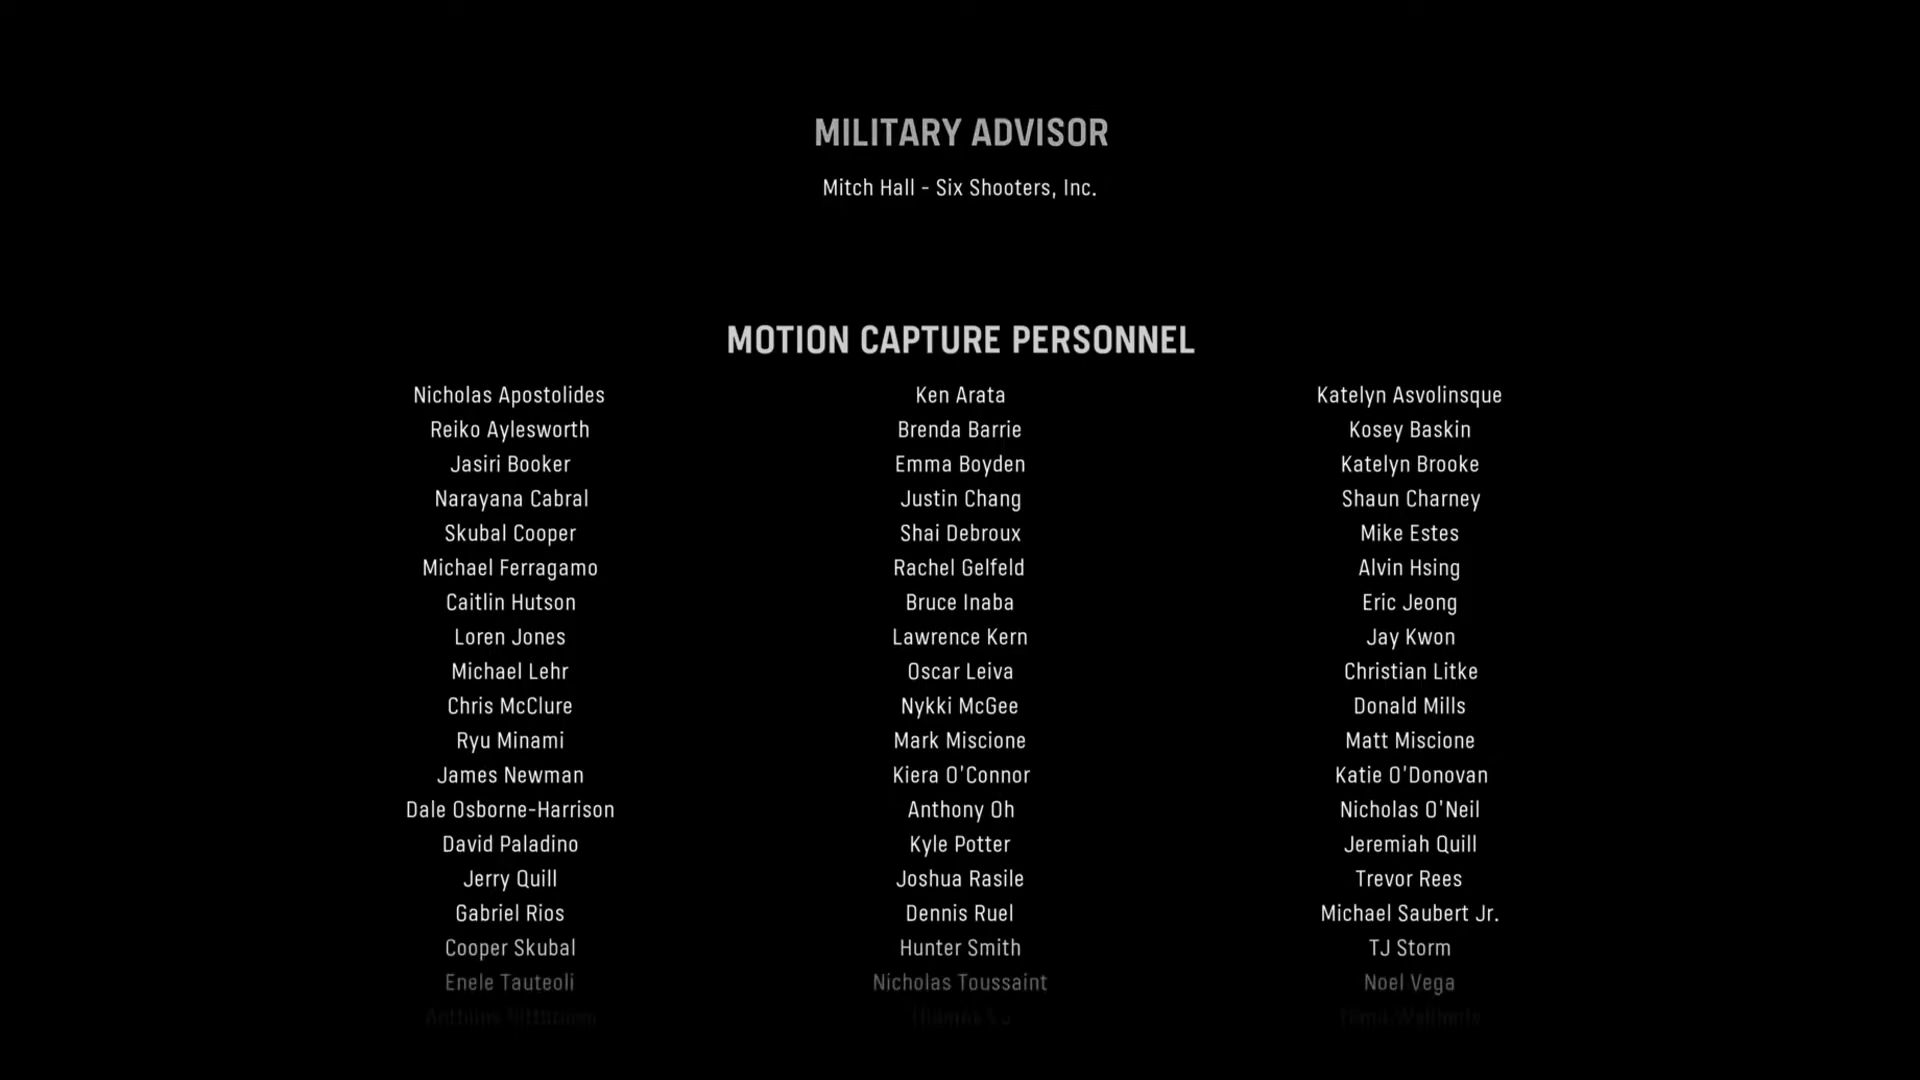 MILITARY ADVISOR
Mitch Hall - Six Shooters, Inc.
MOTION CAPTURE PERSONNEL
Nicholas Apostolides Ken Arata Katelyn Asvolinsque
Reiko Aylesworth Brenda Barrie Kosey Baskin
Jasiri Booker Emma Boyden Katelyn Brooke
Narayana Cabral Justin Chang Shaun Charney
Skubal Cooper Shai Debroux Mike Estes
Michael Ferragamo Rachel Gelfeld Alvin Hsing
Caitlin Hutson Bruce Inaba Eric Jeong
Loren Jones Lawrence Kern Jay Kwon
Michael Lehr Oscar Leiva Christian Litke
Chris McClure Nykki McGee Donald Mills
Ryu Minami Mark Miscione Matt Miscione
James Newman Kiera O'Connor Katie O'Donovan
Dale Osborne-Harrison Anthony Oh Nicholas O'Neil
David Paladino Kyle Potter Jeremiah Quill
Jerry Quill Joshua Rasile Trevor Rees
Gabriel Rios Dennis Ruel Michael Saubert Jr.
Cooper Skubal Hunter Smith TJ Storm
Enele Tauteoli Nicholas Toussaint Noel Vega